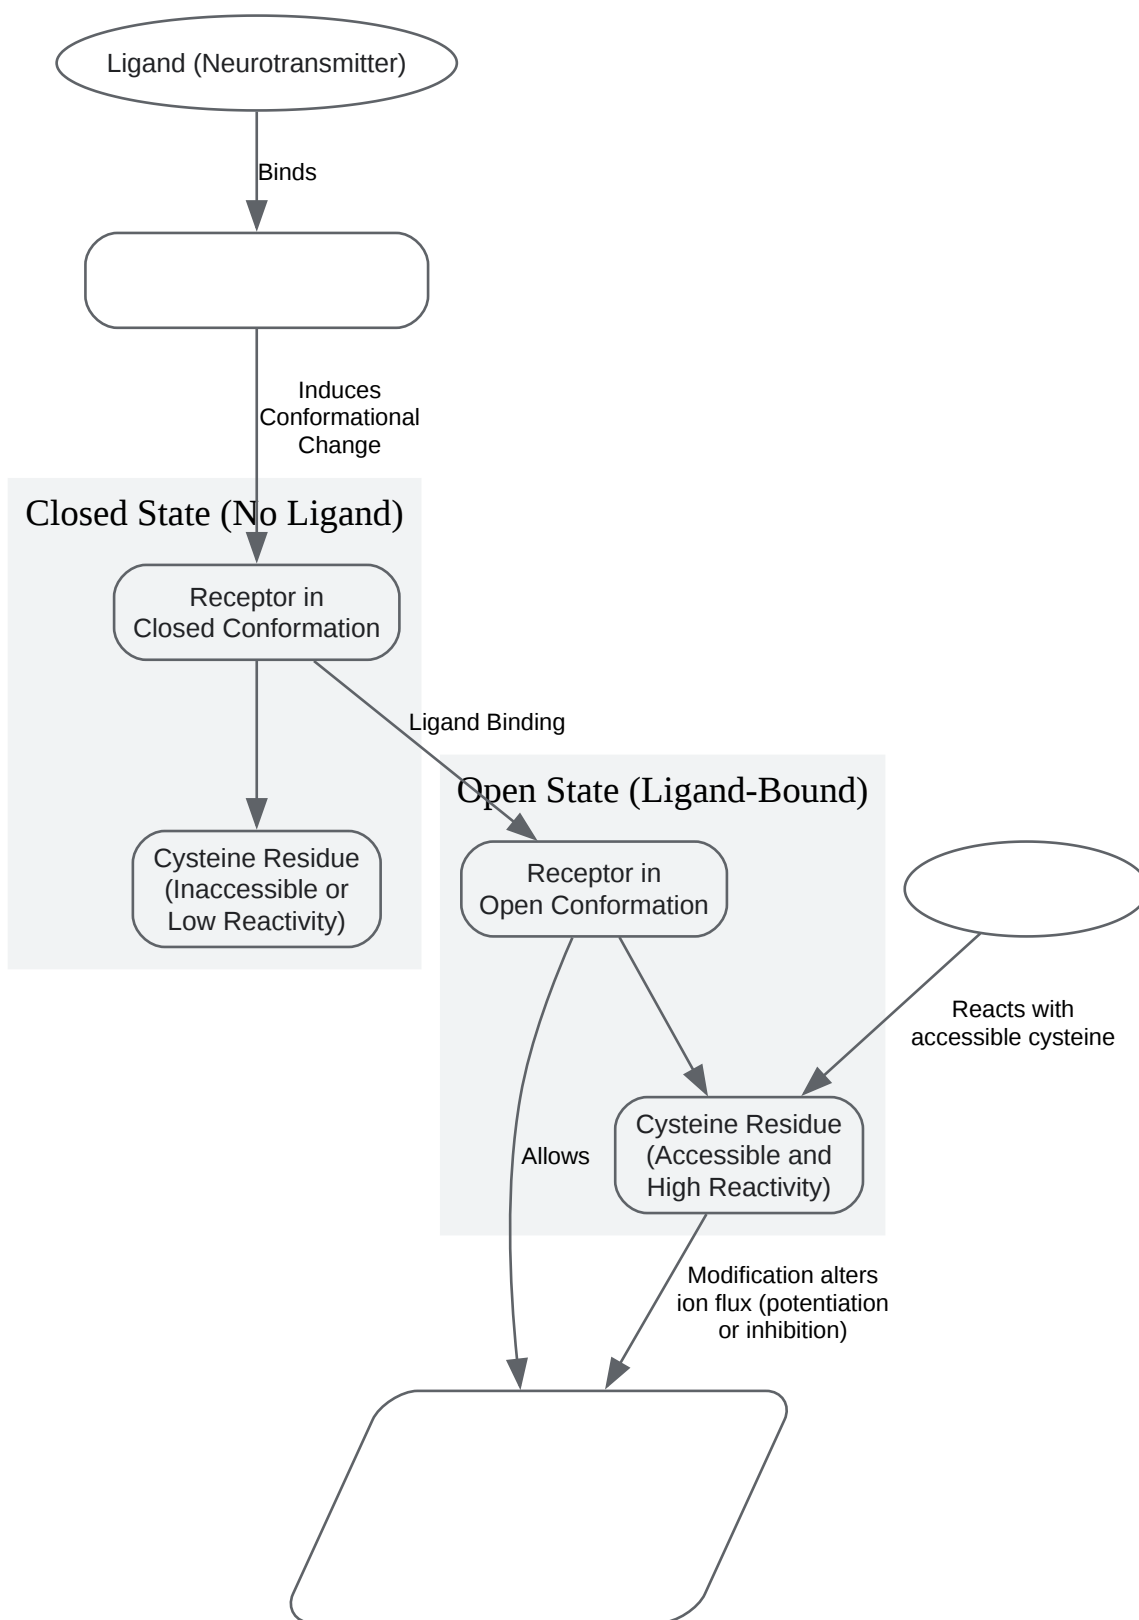 Ligand (Neurotransmitter)
Binds
Induces
Conformational
Change
Closed State (No Ligand)
Receptor in
Closed Conformation
Ligand Binding
Open State (Ligand-Bound)
Cysteine Residue
(Inaccessible or
Low Reactivity)
Receptor in
Open Conformation
Reacts with
accessible cysteine
Allows
Cysteine Residue
(Accessible and
High Reactivity)
Modification alters
ion flux (potentiation
or inhibition)